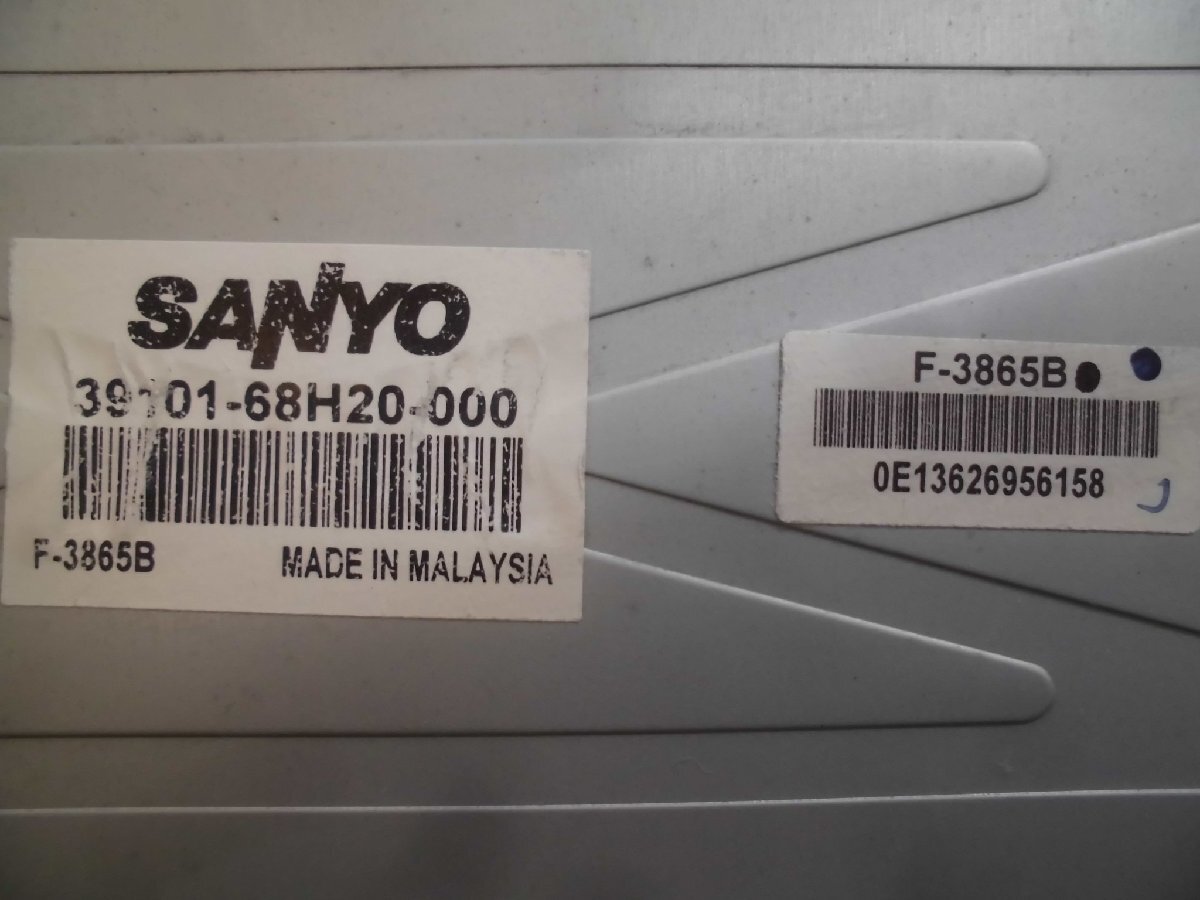 SANYO
39101-68H20-000
F-3865B MADE IN MALAYSIA
F-3865B
0E13626956158